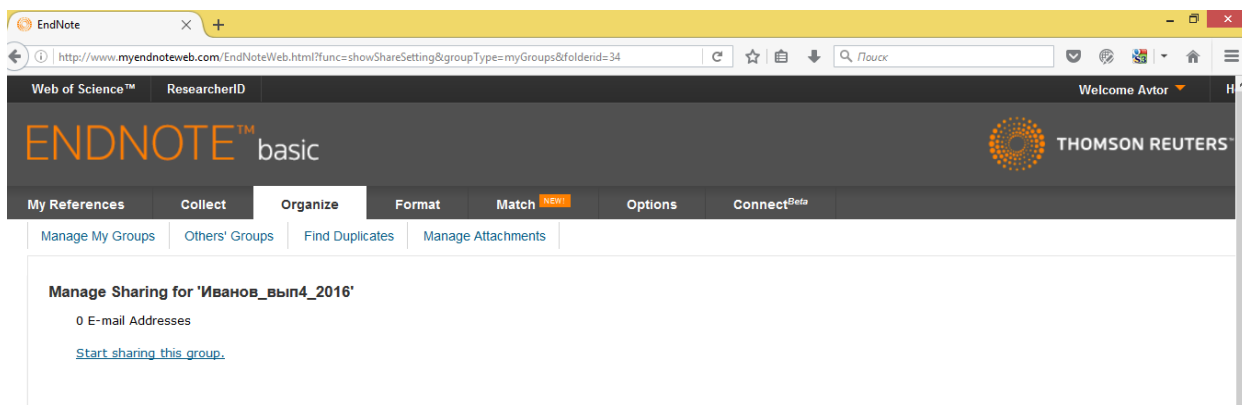 EndNote
http://www.myendnoteweb.com/EndNoteWeb.html?func=showShareSetting&groupType=myGroups&folderid=34 Поиск
Web of Science™ ResearcherID Welcome Avtor
ENDNOTE™ basic THOMSON REUTERS
My References Collect Organize Format Match NEW! Options Connect Beta
Manage My Groups Others' Groups Find Duplicates Manage Attachments
Manage Sharing for 'Иванов_вып4_2016'
0 E-mail Addresses
Start sharing this group.